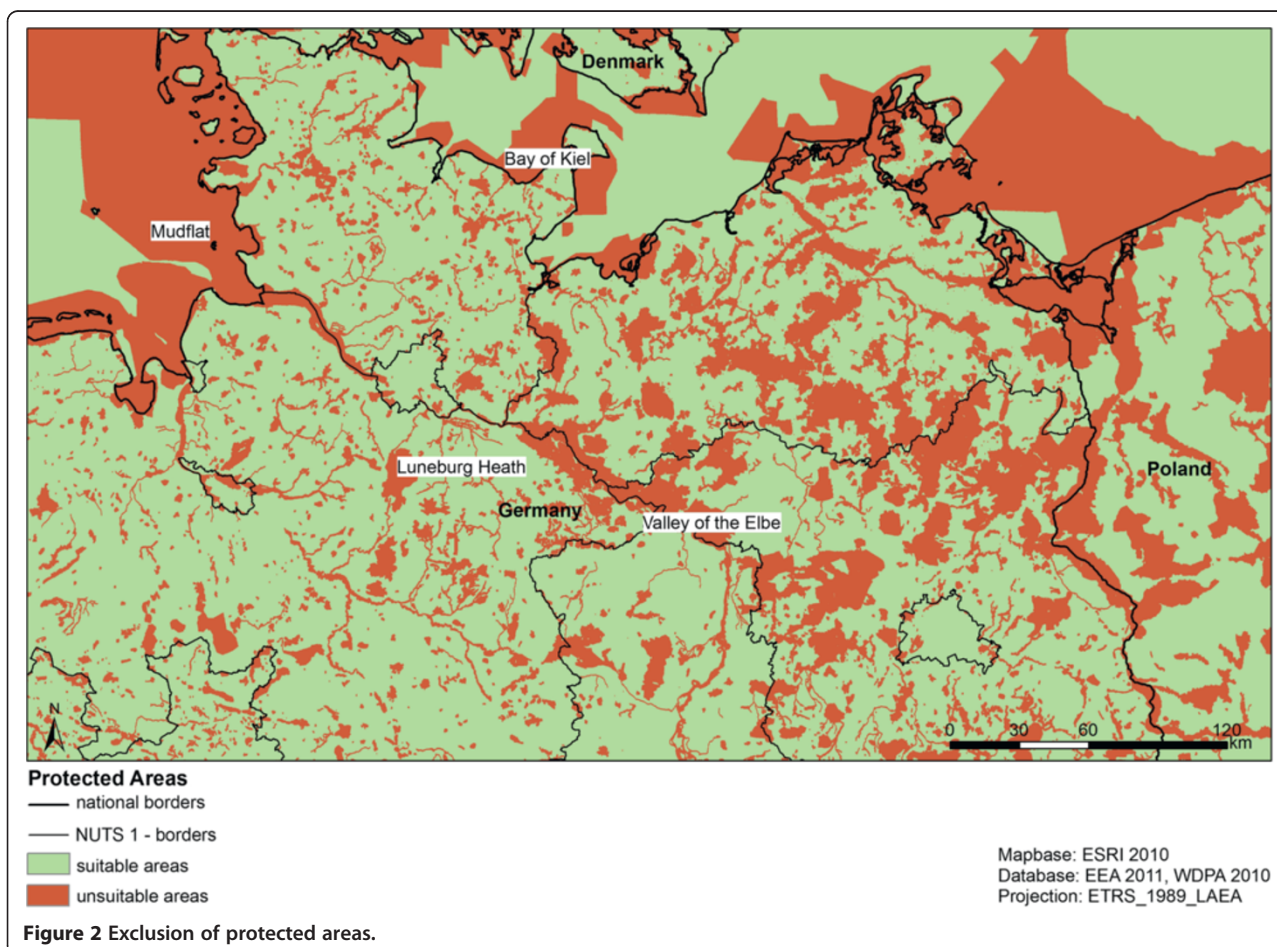 Denmark
Bay of Kiel
Mudflat
Luneburg Heath
Poland
Germany
Valley of the Elbe
N
0 30 60 120
km
Protected Areas
national borders
NUTS 1 - borders
suitable areas
unsuitable areas
Mapbase: ESRI 2010
Database: EEA 2011, WDPA 2010
Projection: ETRS_1989_LAEA
Figure 2 Exclusion of protected areas.